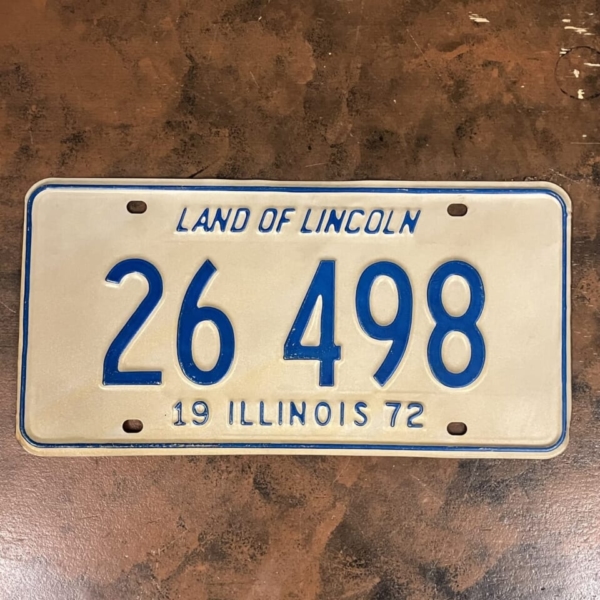 LAND OF LINCOLN
26 498
19 ILLINOIS 72